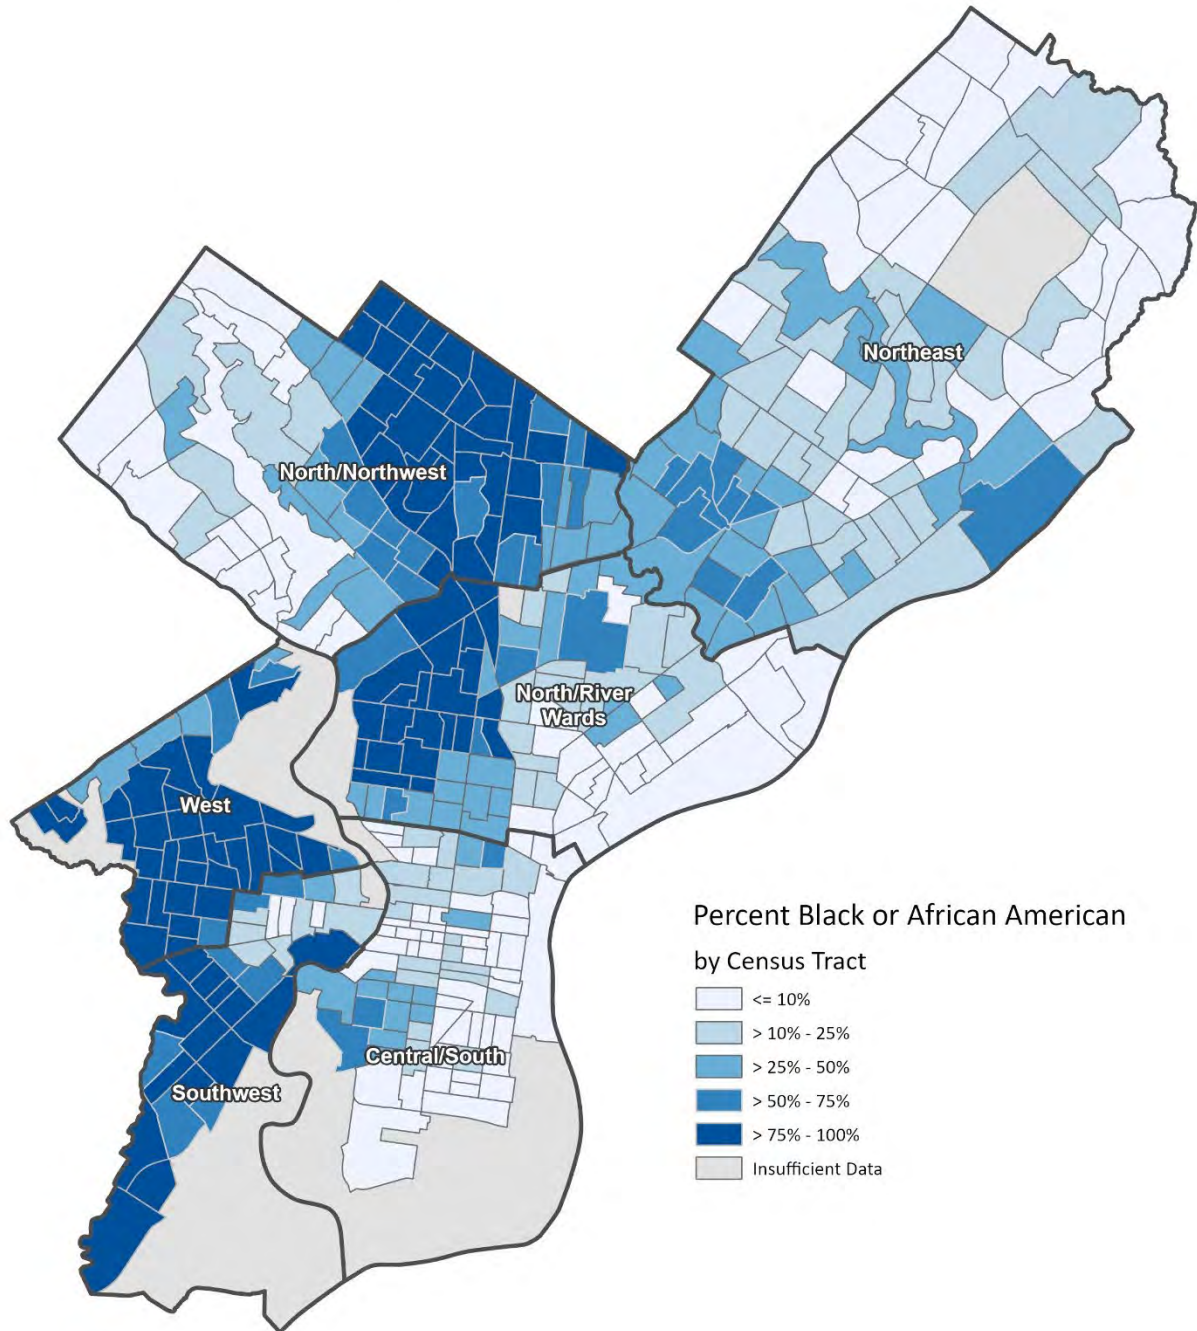 Northeast
North/Northwest
North/River
Wards
West
Central/South
Southwest
Percent Black or African American
by Census Tract
<= 10%
> 10% - 25%
> 25% - 50%
> 50% - 75%
> 75% - 100%
Insufficient Data